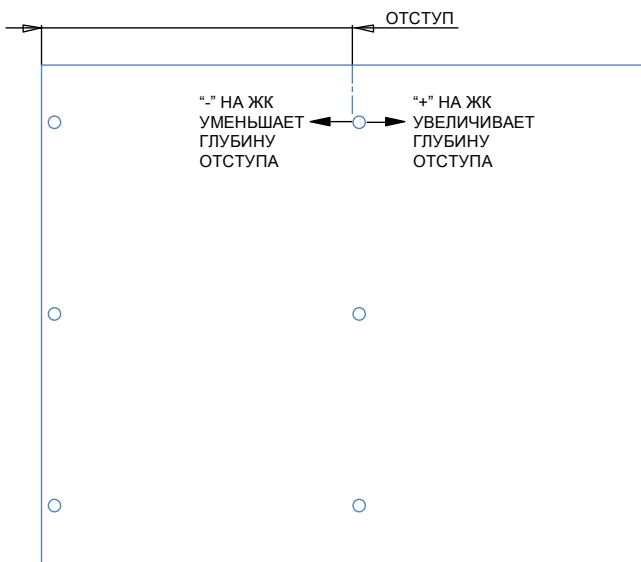 ОТСТУП
“-” НА ЖК
УМЕНЬШАЕТ
ГЛУБИНУ
ОТСТУПА
“+” НА ЖК
УВЕЛИЧИВАЕТ
ГЛУБИНУ
ОТСТУПА